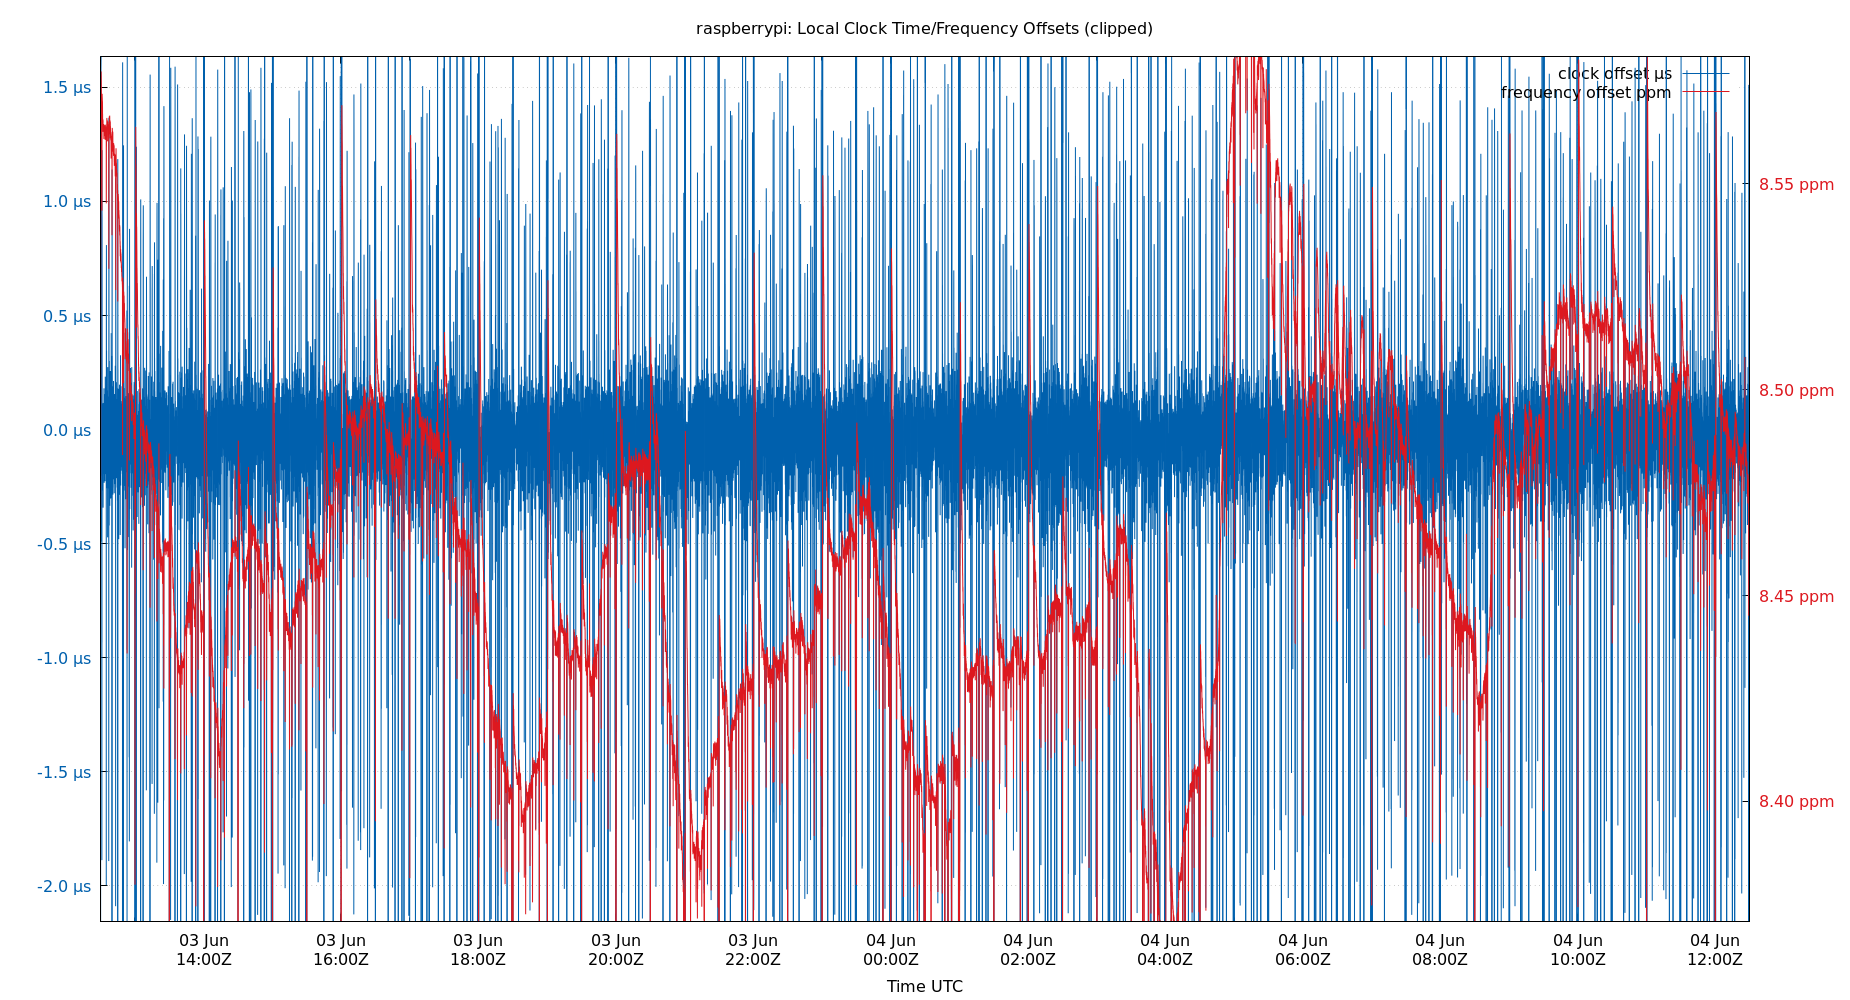 raspberrypi: Local Clock Time/Frequency Offsets (clipped)
clock offset µs
frequency offset ppm
1.5 µs
1.0 µs
0.5 µs
0.0 µs
-0.5 µs
-1.0 µs
-1.5 µs
-2.0 µs
8.55 ppm
8.50 ppm
8.45 ppm
8.40 ppm
03 Jun
14:00Z
03 Jun
16:00Z
03 Jun
18:00Z
03 Jun
20:00Z
03 Jun
22:00Z
04 Jun
00:00Z
04 Jun
02:00Z
04 Jun
04:00Z
04 Jun
06:00Z
04 Jun
08:00Z
04 Jun
10:00Z
04 Jun
12:00Z
Time UTC